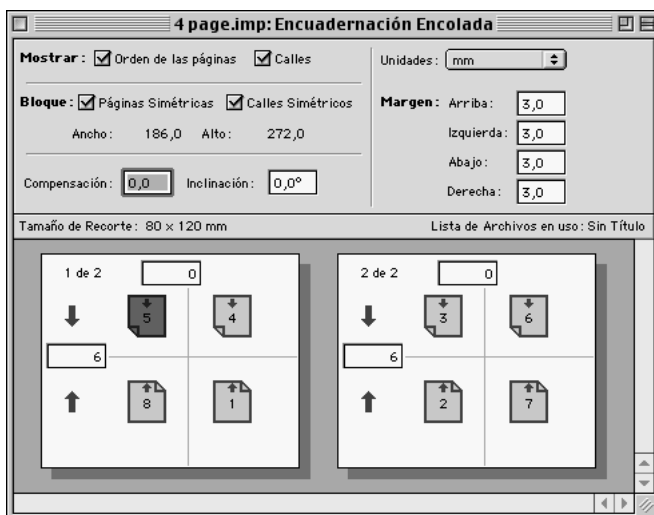 4 page.imp: Encuadernación Encolada
Mostrar: Orden de las páginas Calles
Bloque: Páginas Simétricas Calles Simétricos
Ancho: 186,0 Alto: 272,0
Compensación: 0,0 Inclinación: 0,0°
Unidades: mm
Margen: Arriba: 3,0
Izquierda: 3,0
Abajo: 3,0
Derecha: 3,0
Tamaño de Recorte: 80 x 120 mm
Lista de Archivos en uso: Sin Título
1 de 2 0
5 4
6
8 1
2 de 2 0
3 6
6
2 7